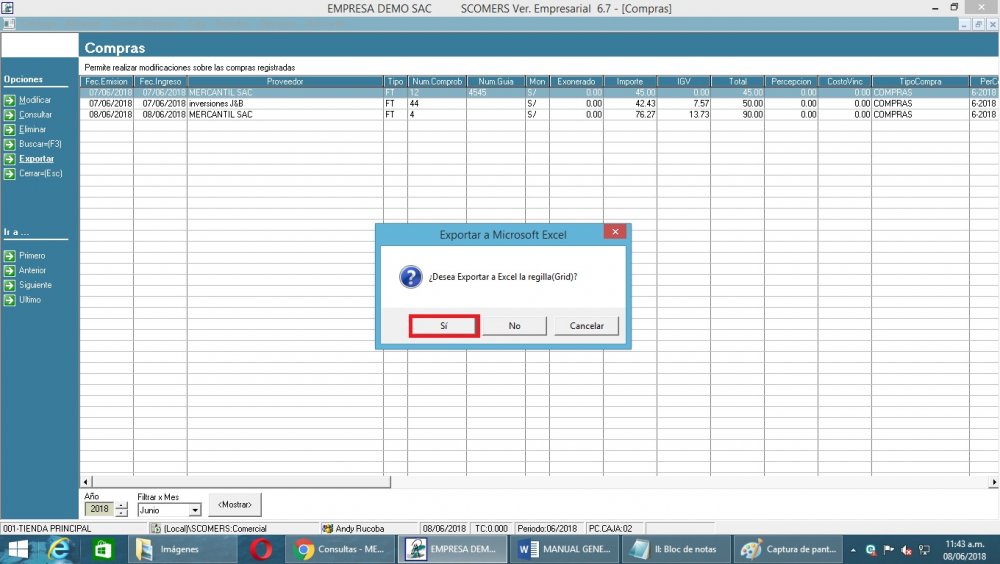 EMPRESA DEMO SAC SCOMERS Ver. Empresarial 6.7 - [Compras]
Compras
Permite realizar modificaciones sobre las compras registradas
Opciones
Modificar
Consultar
Eliminar
Buscar=(F3)
Exportar
Cerrar=(Esc)
Ir a ...
Primero
Anterior
Siguiente
Ultimo
Fec.Emision Fec.Ingreso Proveedor Tipo Num.Comprob Num.Guia Mon Exonerado Importe IGV Total Percepcion CostoVinc TipoCompra PerC
07/06/2018 07/06/2018 MERCANTIL SAC FT 12 4545 S/ 0.00 45.00 0.00 45.00 0.00 0.00 COMPRAS 6-2018
07/06/2018 07/06/2018 inversiones J&B FT 44 S/ 0.00 42.43 7.57 50.00 0.00 0.00 COMPRAS 6-2018
08/06/2018 08/06/2018 MERCANTIL SAC FT 4 S/ 0.00 76.27 13.73 90.00 0.00 0.00 COMPRAS 6-2018
Exportar a Microsoft Excel
¿Desea Exportar a Excel la regilla(Grid)?
Sí No Cancelar
Año Filtrar x Mes
2018 Junio <Mostrar>
001-TIENDA PRINCIPAL (Local)\SCOMERS:Comercial Andy Rucoba 08/06/2018 TC:0.000 Periodo:06/2018 PC.CAJA:02
Imágenes Consultas - ME... EMPRESA DEM... MANUAL GENE... II: Bloc de notas Captura de pant... 11:43 a.m.
08/06/2018